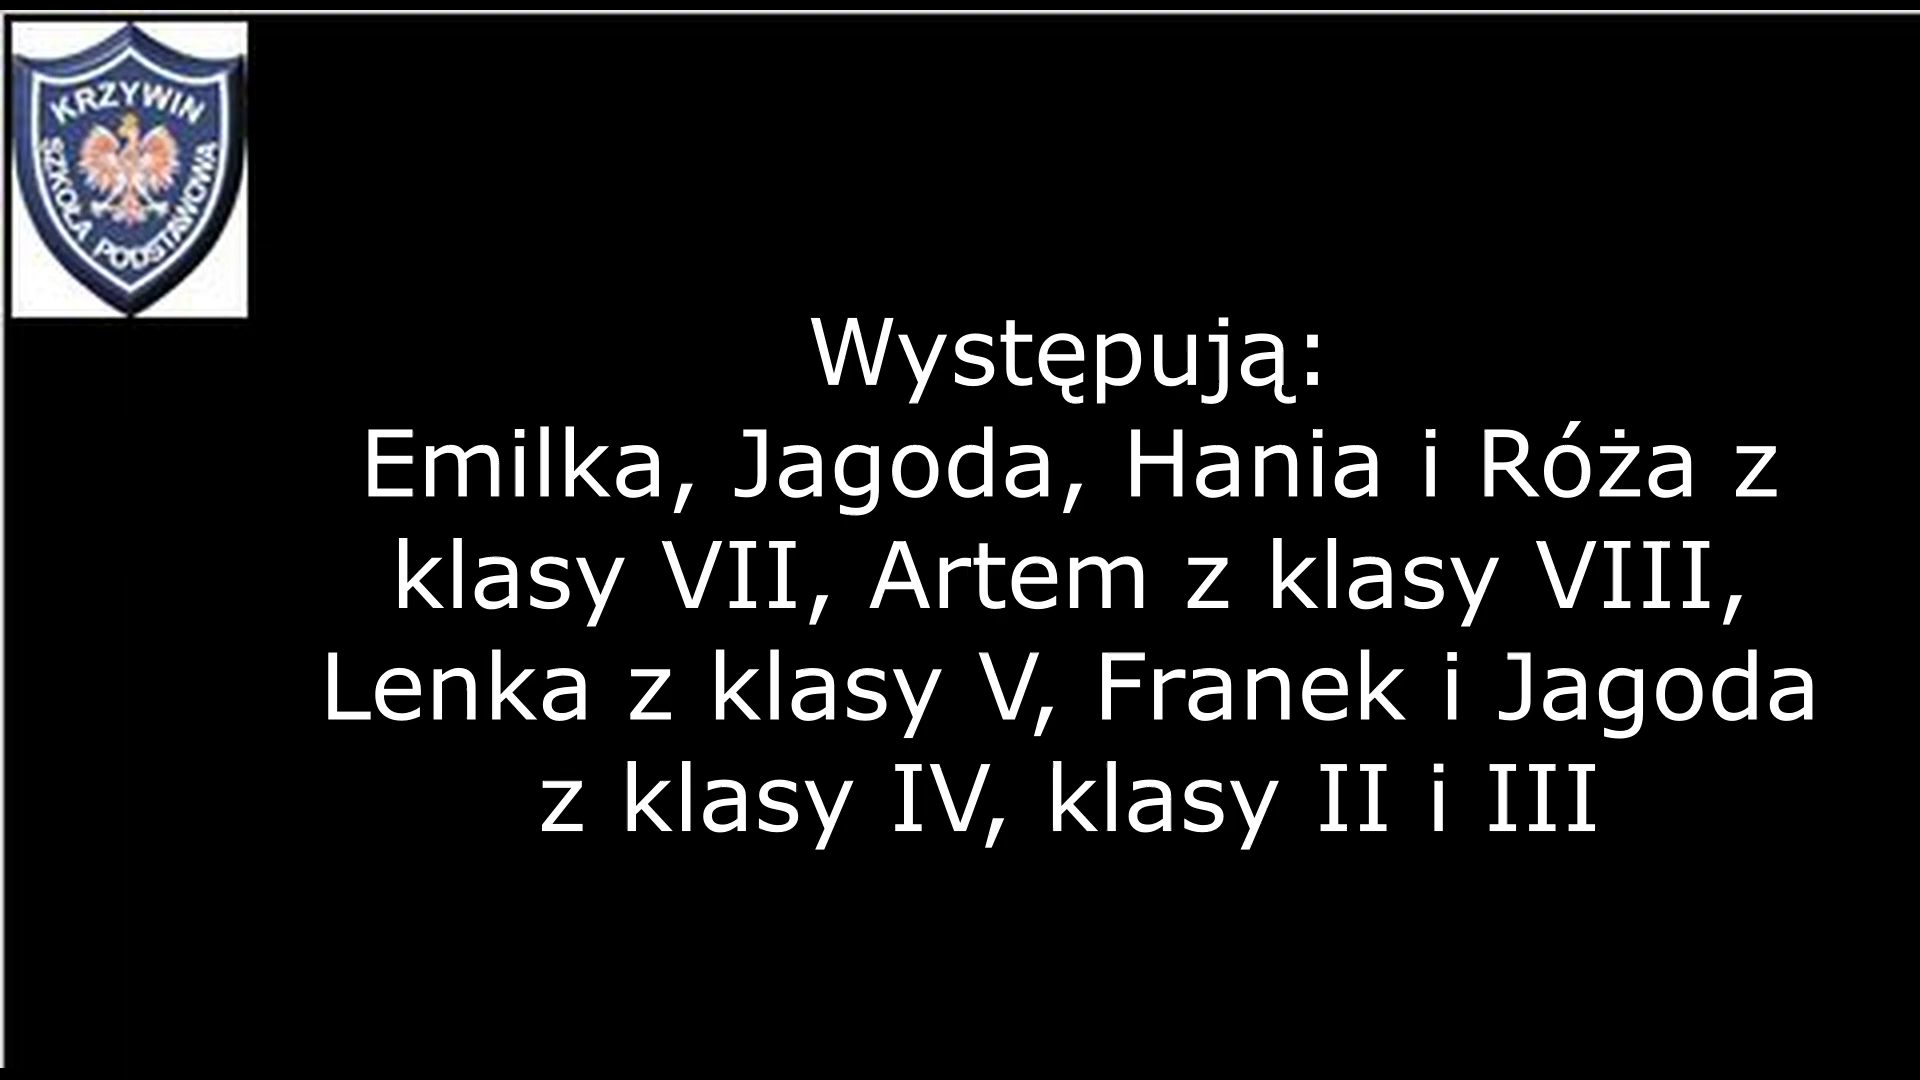 KRZYWIN
SZKOŁA PODSTAWOWA
Występują:
Emilka, Jagoda, Hania i Róża z
klasy VII, Artem z klasy VIII,
Lenka z klasy V, Franek i Jagoda
z klasy IV, klasy II i III